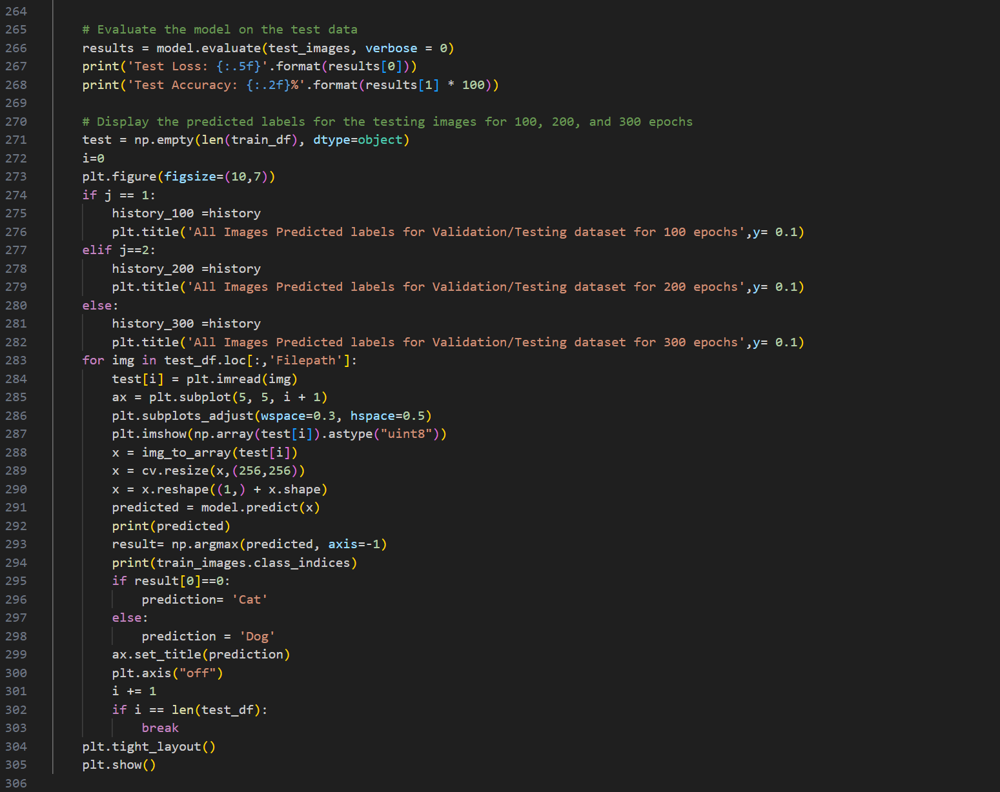 264
265 # Evaluate the model on the test data
266 results = model.evaluate(test_images, verbose = 0)
267 print('Test Loss: {:.5f}'.format(results[0]))
268 print('Test Accuracy: {:.2f}%'.format(results[1] * 100))
269
270 # Display the predicted labels for the testing images for 100, 200, and 300 epochs
271 test = np.empty(len(train_df), dtype=object)
272 i=0
273 plt.figure(figsize=(10,7))
274 if j == 1:
275     history_100 =history
276     plt.title('All Images Predicted labels for Validation/Testing dataset for 100 epochs',y= 0.1)
277 elif j==2:
278     history_200 =history
279     plt.title('All Images Predicted labels for Validation/Testing dataset for 200 epochs',y= 0.1)
280 else:
281     history_300 =history
282     plt.title('All Images Predicted labels for Validation/Testing dataset for 300 epochs',y= 0.1)
283 for img in test_df.loc[:,'Filepath']:
284     test[i] = plt.imread(img)
285     ax = plt.subplot(5, 5, i + 1)
286     plt.subplots_adjust(wspace=0.3, hspace=0.5)
287     plt.imshow(np.array(test[i]).astype("uint8"))
288     x = img_to_array(test[i])
289     x = cv.resize(x,(256,256))
290     x = x.reshape((1,) + x.shape)
291     predicted = model.predict(x)
292     print(predicted)
293     result= np.argmax(predicted, axis=-1)
294     print(train_images.class_indices)
295     if result[0]==0:
296         prediction= 'Cat'
297     else:
298         prediction = 'Dog'
299     ax.set_title(prediction)
300     plt.axis("off")
301     i += 1
302     if i == len(test_df):
303         break
304 plt.tight_layout()
305 plt.show()
306